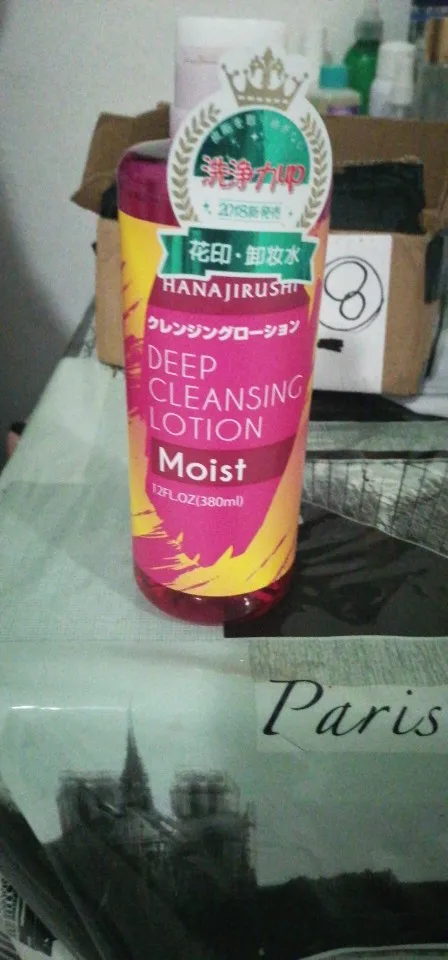 洗浄力up
2018新発売
花印・卸妆水
HANAJIRUSHI
クレンジングローション
DEEP
CLEANSING
LOTION
Moist
12FL.OZ(380ml)
8
Paris